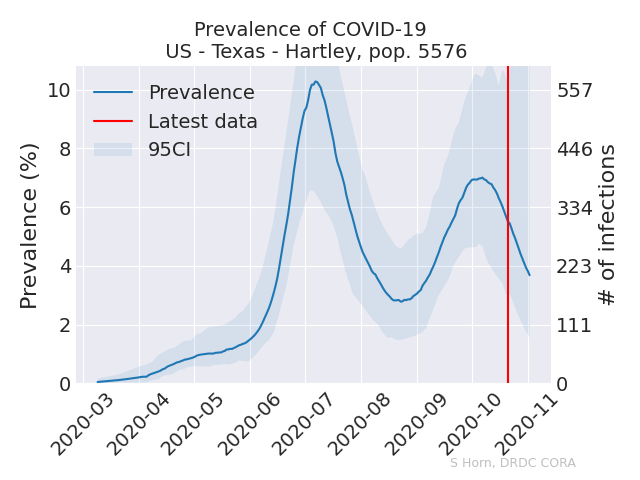 Prevalence of COVID-19
US - Texas - Hartley, pop. 5576
Prevalence
Latest data
95CI
Prevalence (%)
10
8
6
4
2
0
# of infections
557
446
334
223
111
0
2020-03
2020-04
2020-05
2020-06
2020-07
2020-08
2020-09
2020-10
2020-11
S Horn, DRDC CORA